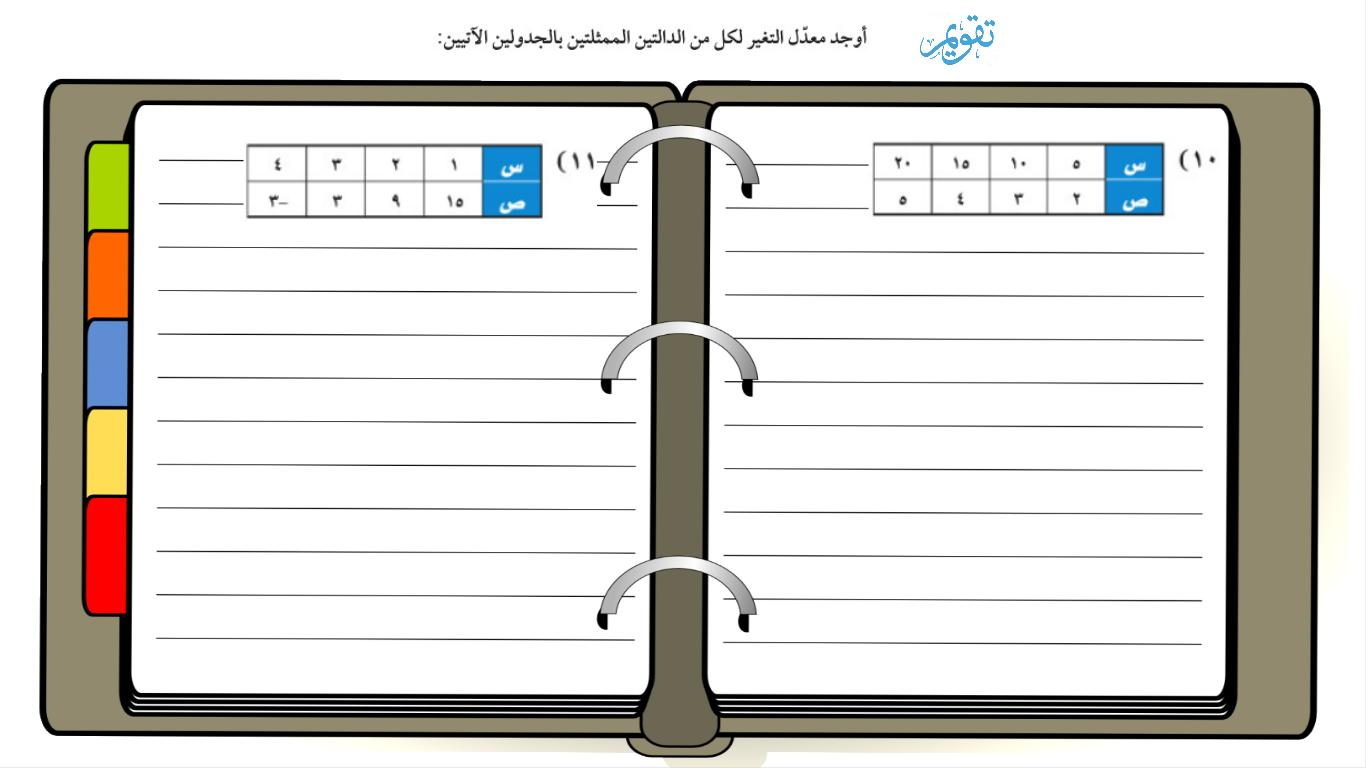 تقويم
أوجد معدّل التغير لكل من الدالتين الممثلتين بالجدولين الآتيين:
١٠)
س ٥ ١٠ ١٥ ٢٠
ص ٢ ٣ ٤ ٥
١١)
س ١ ٢ ٣ ٤
ص ١٥ ٩ ٣ –٣